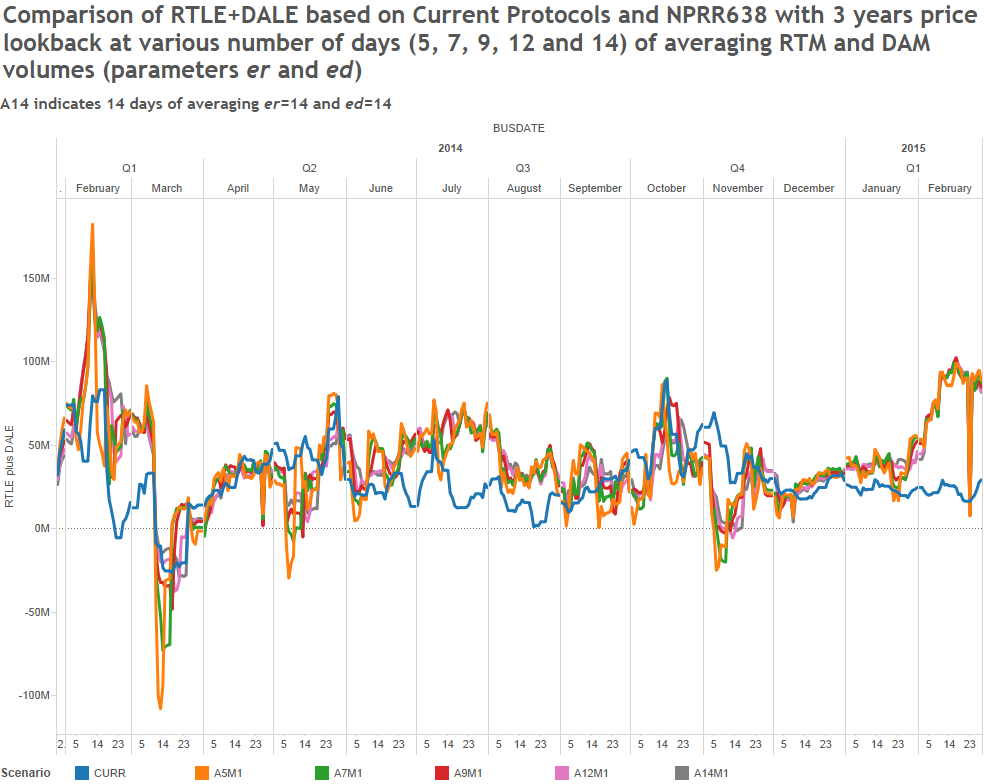 Comparison of RTLE+DALE based on Current Protocols and NPRR638 with 3 years price
lookback at various number of days (5, 7, 9, 12 and 14) of averaging RTM and DAM
volumes (parameters er and ed)
A14 indicates 14 days of averaging er=14 and ed=14
BUSDATE
2014 2015
Q1 Q2 Q3 Q4 Q1
. February March April May June July August September October November December January February
RTLE plus DALE
150M
100M
50M
0M
-50M
-100M
2. 5 14 23 5 14 23 5 14 23 5 14 23 5 14 23 5 14 23 5 14 23 5 14 23 5 14 23 5 14 23 5 14 23 5 14 23 5 14 23
Scenario CURR A5M1 A7M1 A9M1 A12M1 A14M1